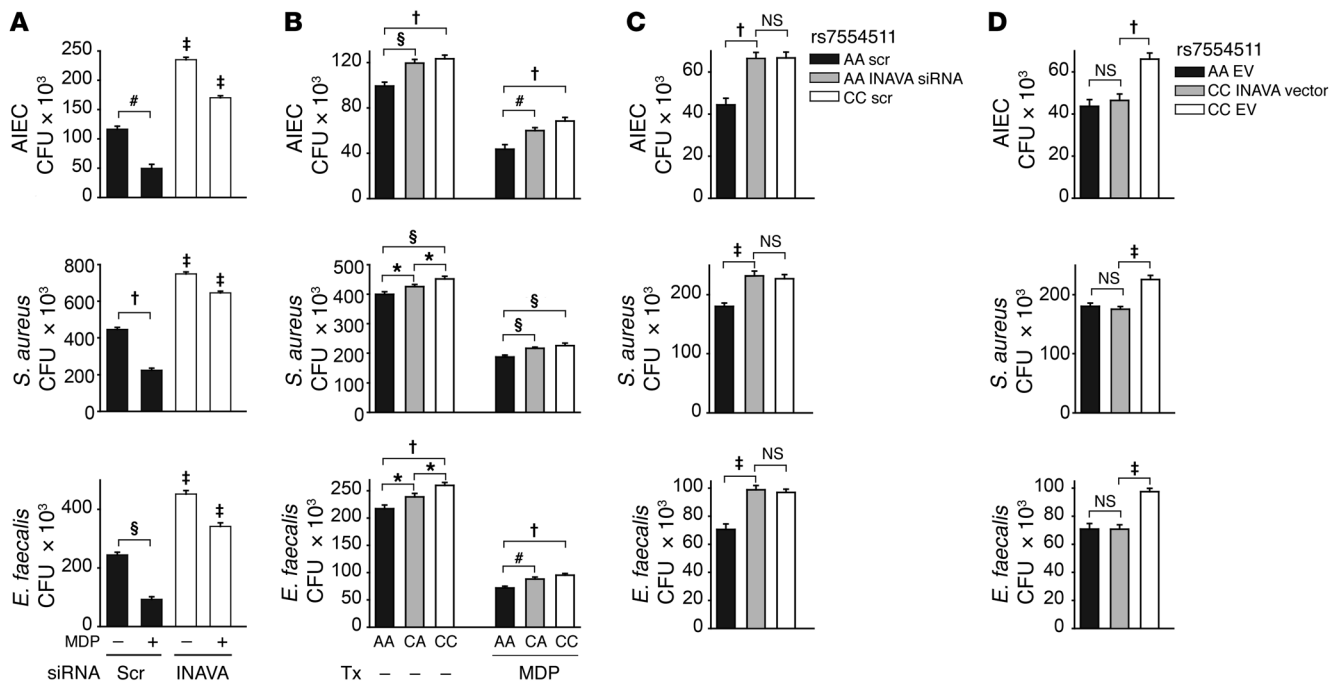 A
AIEC
CFU × 10³
250
200
150
100
50
0
#
‡
‡
S. aureus
CFU × 10³
800
600
400
200
0
†
‡
‡
E. faecalis
CFU × 10³
400
200
0
§
‡
‡
MDP – + – +
siRNA Scr INAVA
B
AIEC
CFU × 10³
120
80
40
0
†
§
†
#
S. aureus
CFU × 10³
500
400
300
200
100
0
§
* *
§
§
E. faecalis
CFU × 10³
250
200
150
100
50
0
†
* *
†
#
AA CA CC AA CA CC
Tx – – – MDP
C
AIEC
CFU × 10³
60
40
20
0
† NS
rs7554511
AA scr
AA INAVA siRNA
CC scr
S. aureus
CFU × 10³
200
100
0
‡ NS
E. faecalis
CFU × 10³
100
80
60
40
20
0
‡ NS
D
AIEC
CFU × 10³
60
40
20
0
NS †
rs7554511
AA EV
CC INAVA vector
CC EV
S. aureus
CFU × 10³
200
100
0
NS ‡
E. faecalis
CFU × 10³
100
80
60
40
20
0
NS ‡